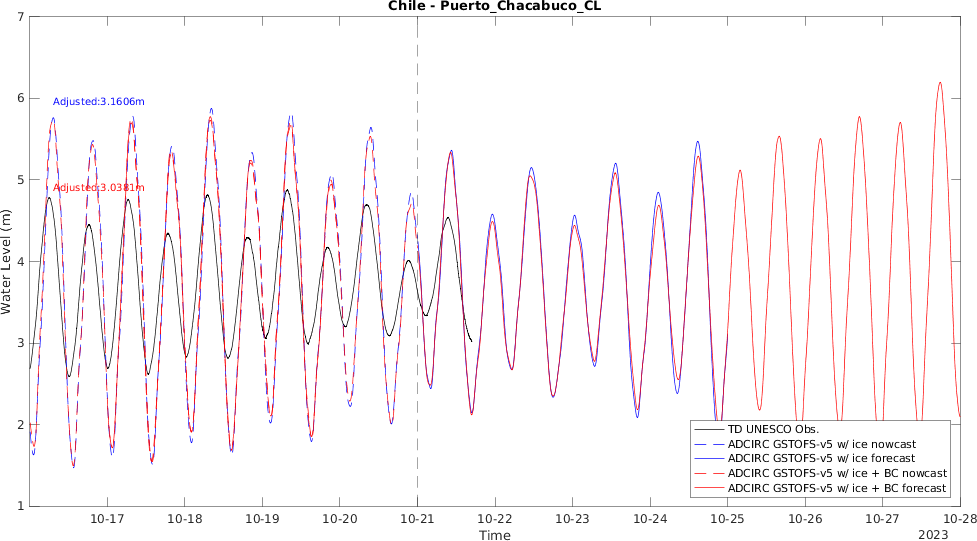 Chile - Puerto_Chacabuco_CL
7
6
5
4
3
2
1
Water Level (m)
Adjusted:3.1606m
Adjusted:3.0381m
TD UNESCO Obs.
ADCIRC GSTOFS-v5 w/ ice nowcast
ADCIRC GSTOFS-v5 w/ ice forecast
ADCIRC GSTOFS-v5 w/ ice + BC nowcast
ADCIRC GSTOFS-v5 w/ ice + BC forecast
10-17 10-18 10-19 10-20 10-21 10-22 10-23 10-24 10-25 10-26 10-27 10-28
Time
2023